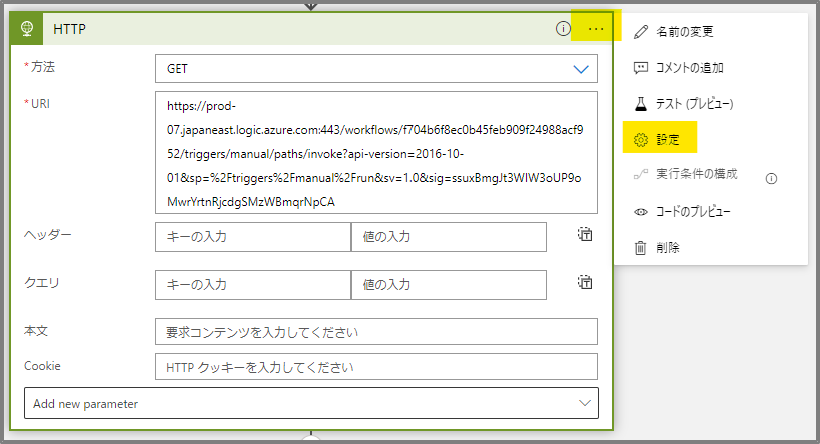 HTTP
...
* 方法
GET
* URI
https://prod-
07.japaneast.logic.azure.com:443/workflows/f704b6f8ec0b45feb909f24988acf9
52/triggers/manual/paths/invoke?api-version=2016-10-
01&sp=%2Ftriggers%2Fmanual%2Frun&sv=1.0&sig=ssuxBmgJt3WIW3oUP9o
MwrYrtnRjcdgSMzWBmqrNpCA
ヘッダー
キーの入力
値の入力
クエリ
キーの入力
値の入力
本文
要求コンテンツを入力してください
Cookie
HTTP クッキーを入力してください
Add new parameter
名前の変更
コメントの追加
テスト (プレビュー)
設定
実行条件の構成
コードのプレビュー
削除